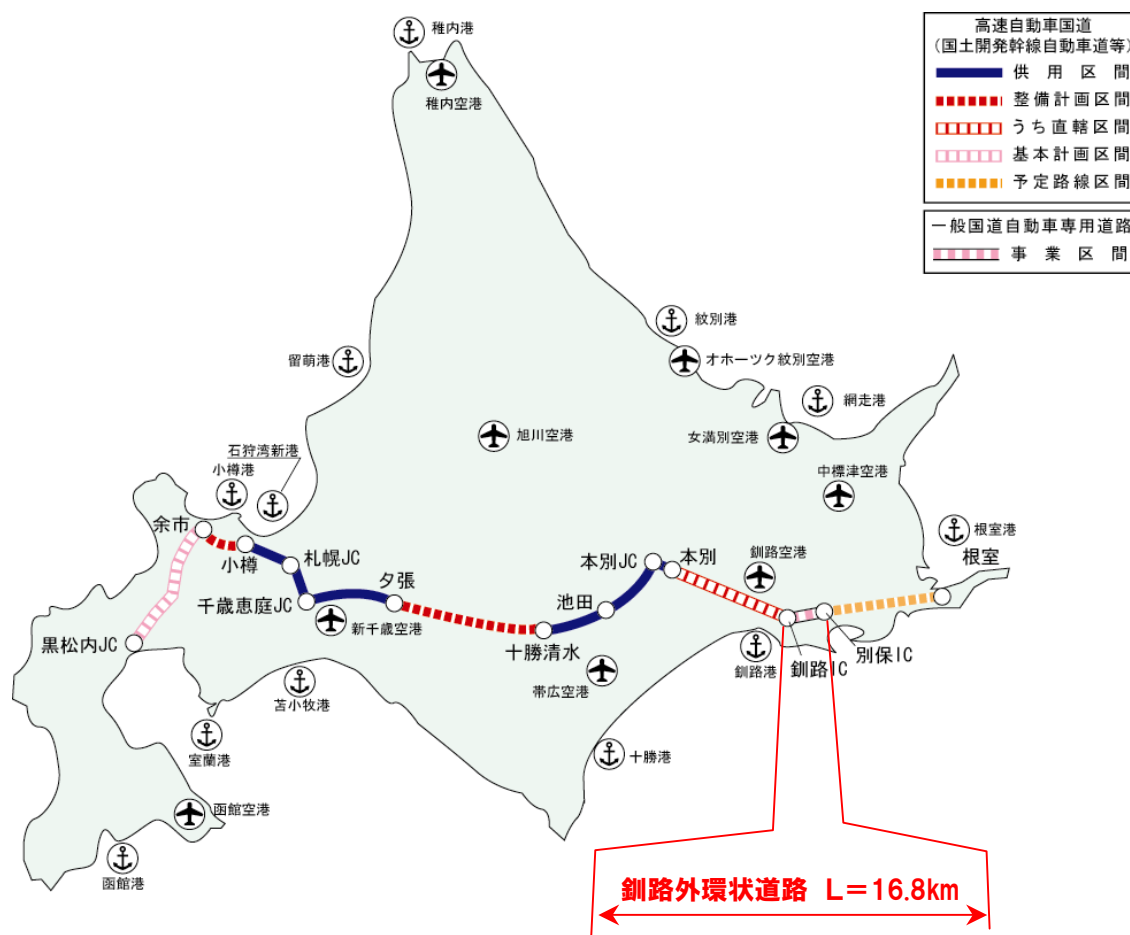 稚内港
稚内空港
高速自動車国道
(国土開発幹線自動車道等)
供用区間
整備計画区間
うち直轄区間
基本計画区間
予定路線区間
一般国道自動車専用道路
事業区間
紋別港
オホーツク紋別空港
留萌港
網走港
旭川空港
女満別空港
石狩湾新港
小樽港
中標津空港
余市
小樽
札幌JC
根室港
根室
本別JC
本別
釧路空港
夕張
千歳恵庭JC
新千歳空港
池田
黒松内JC
十勝清水
別保IC
釧路IC
釧路港
帯広空港
苫小牧港
室蘭港
十勝港
函館空港
函館港
釧路外環状道路 L=16.8km